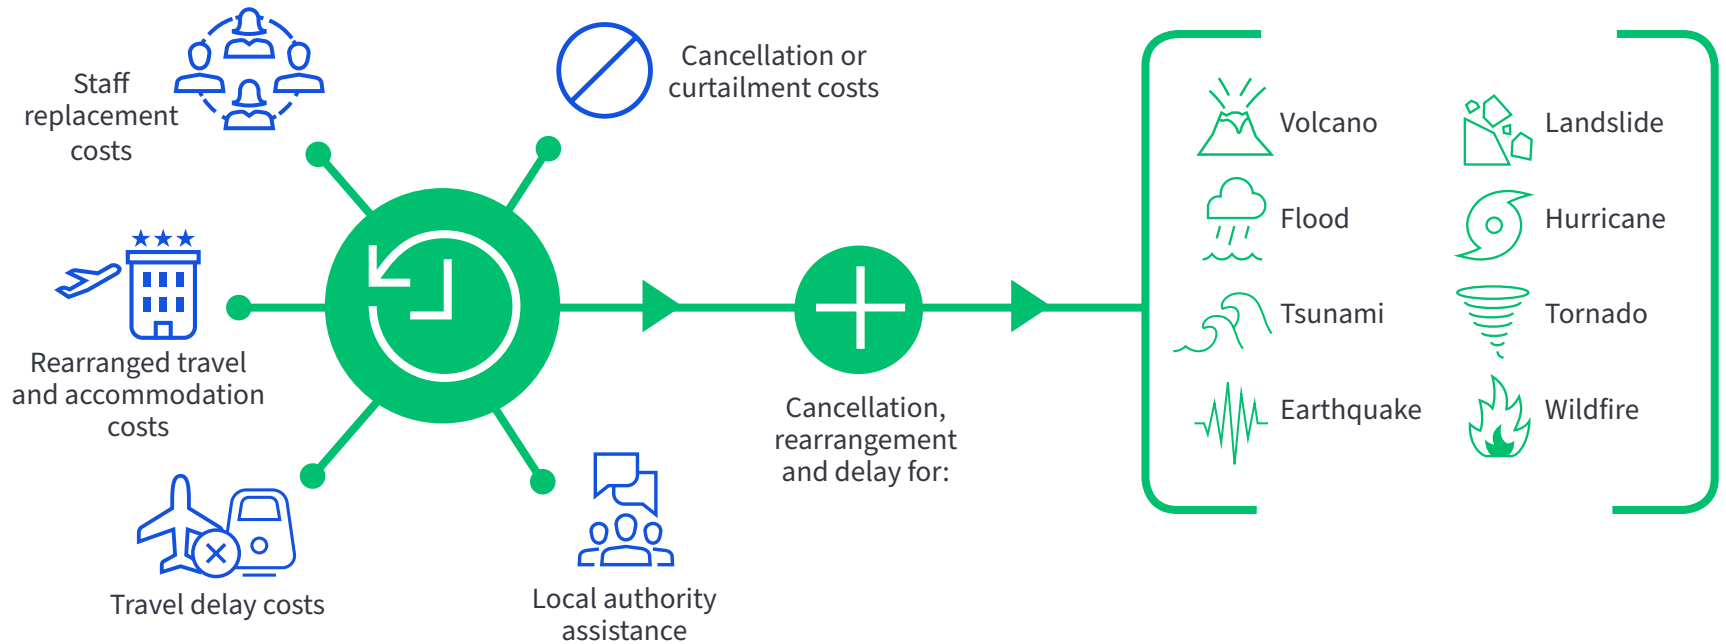 Staff
replacement
costs
Cancellation or
curtailment costs
Rearranged travel
and accommodation
costs
Travel delay costs
Local authority
assistance
Cancellation,
rearrangement
and delay for:
Volcano
Landslide
Flood
Hurricane
Tsunami
Tornado
Earthquake
Wildfire